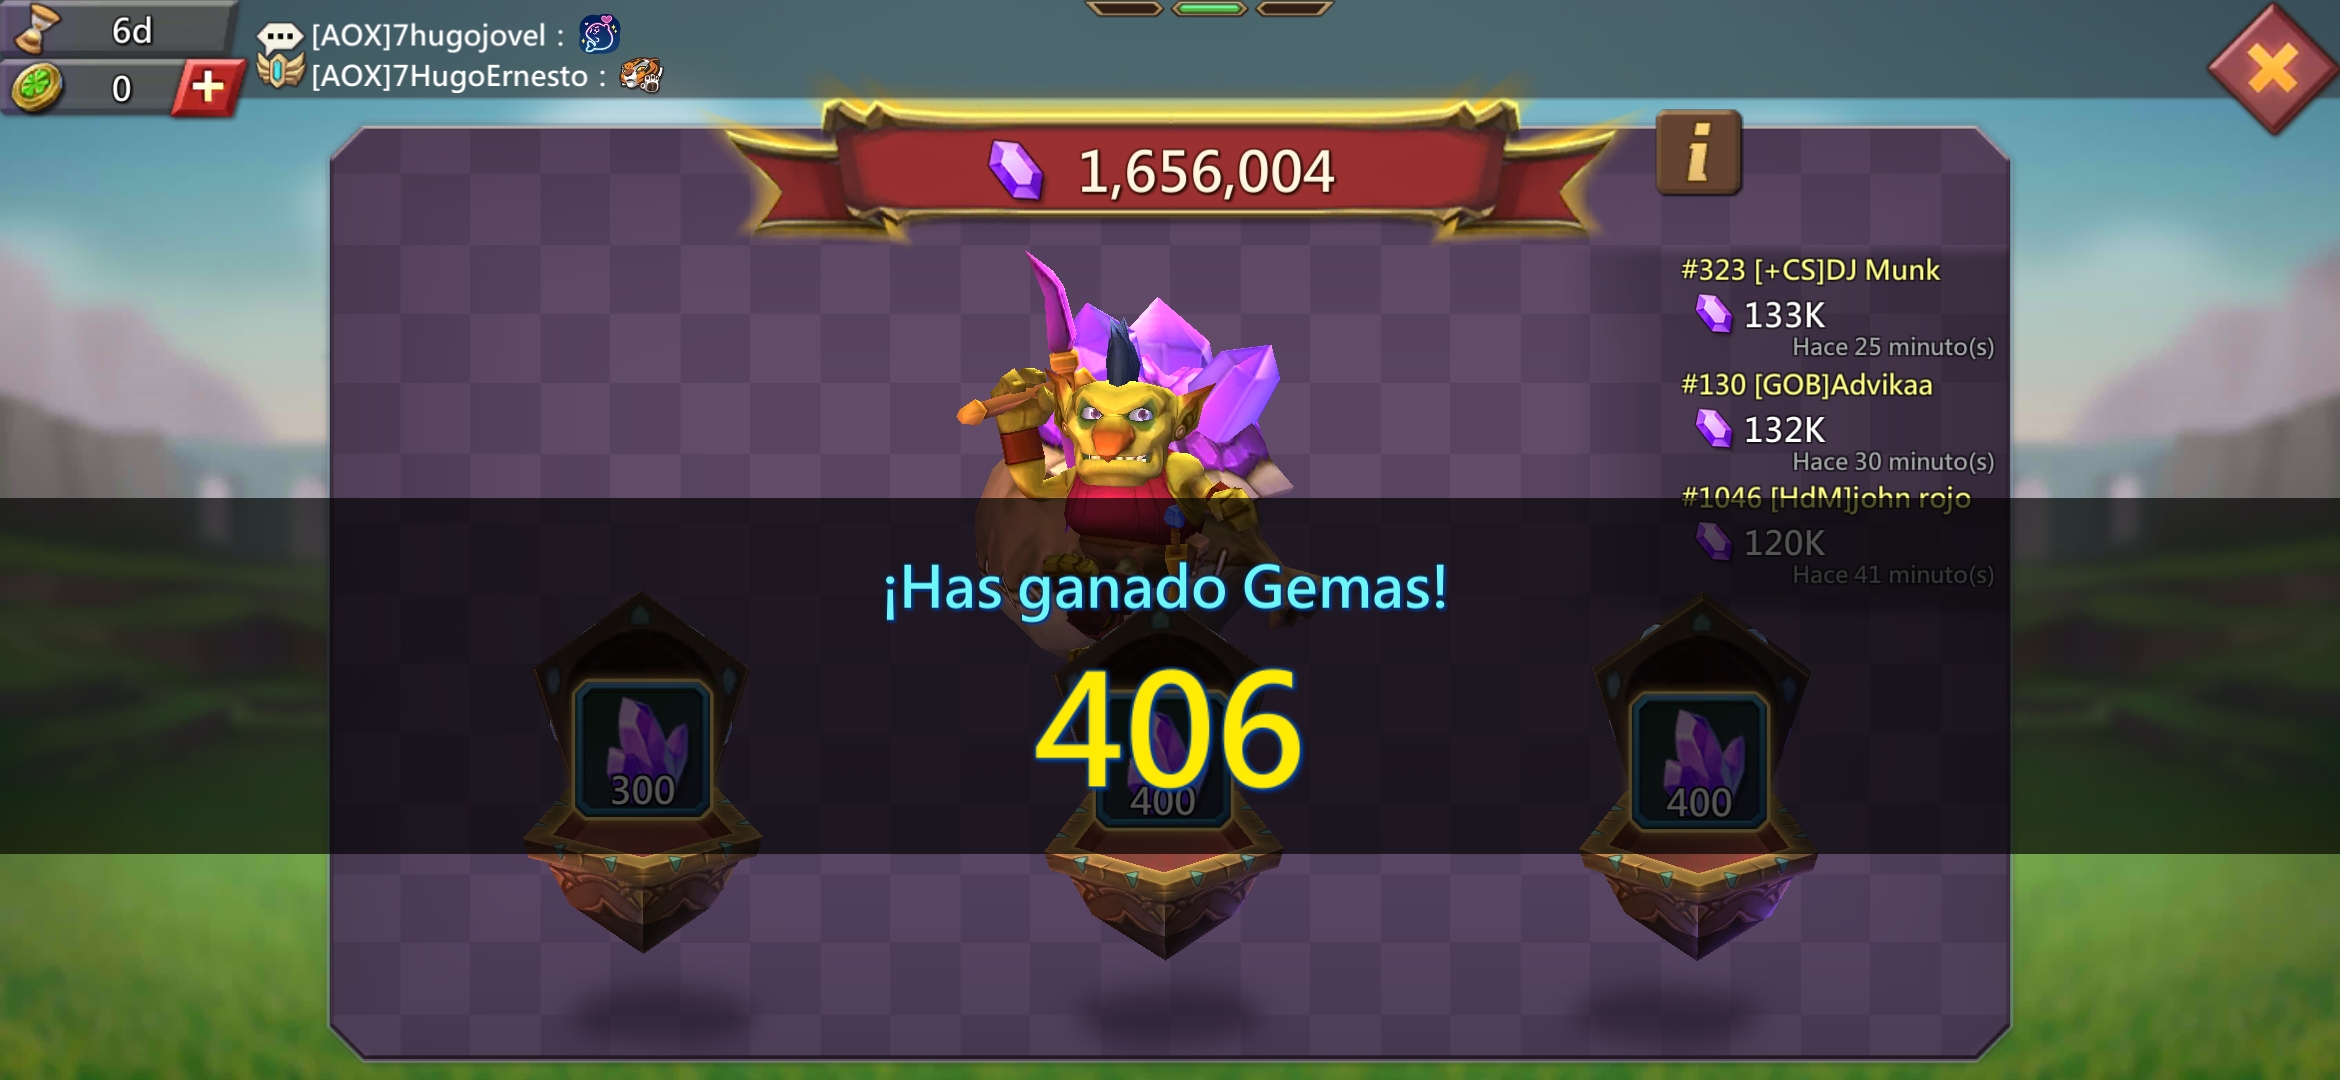 6d
0
[AOX]7hugojovel :
[AOX]7HugoErnesto :
1,656,004
i
#323 [+CS]DJ Munk
133K
Hace 25 minuto(s)
#130 [GOB]Advikaa
132K
Hace 30 minuto(s)
#1046 [HdM]john rojo
120K
Hace 41 minuto(s)
¡Has ganado Gemas!
406
300
400
400